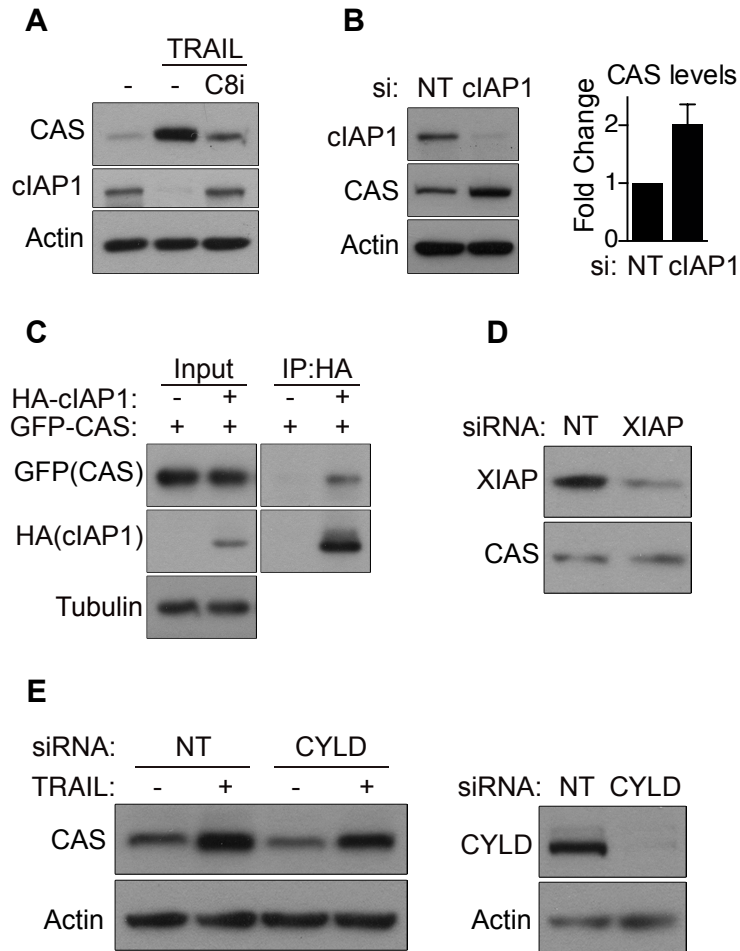 A
TRAIL
- - C8i
CAS
cIAP1
Actin
B
si: NT cIAP1
cIAP1
CAS
Actin
CAS levels
Fold Change
2
1
0
si: NT cIAP1
C
Input IP:HA
HA-cIAP1: - + - +
GFP-CAS: + + + +
GFP(CAS)
HA(cIAP1)
Tubulin
D
siRNA: NT XIAP
XIAP
CAS
E
siRNA: NT CYLD
TRAIL: - + - +
CAS
Actin
siRNA: NT CYLD
CYLD
Actin